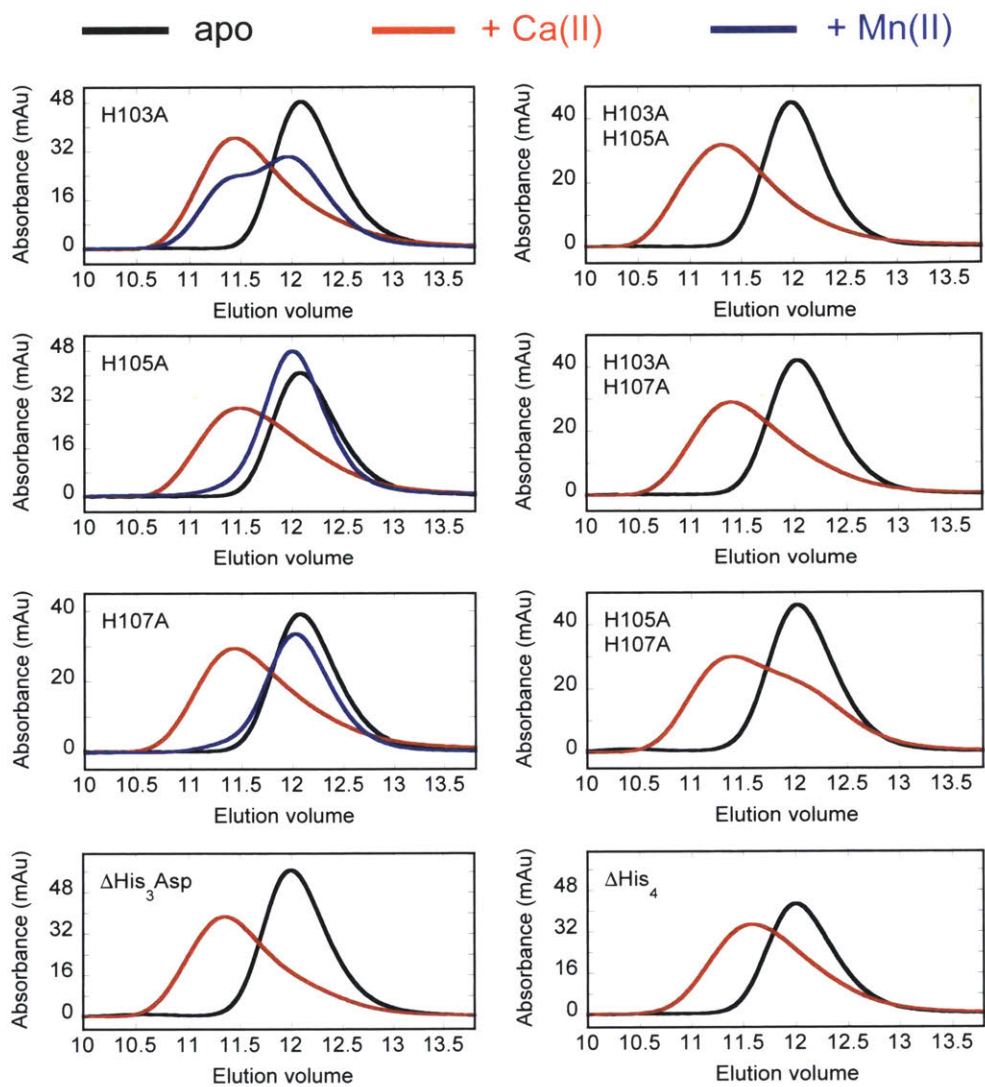 apo + Ca(II) + Mn(II)
Absorbance (mAu)
48
32
16
0
H103A
10 10.5 11 11.5 12 12.5 13 13.5
Elution volume
Absorbance (mAu)
40
20
0
H103A
H105A
10 10.5 11 11.5 12 12.5 13 13.5
Elution volume
Absorbance (mAu)
48
32
16
0
H105A
10 10.5 11 11.5 12 12.5 13 13.5
Elution volume
Absorbance (mAu)
40
20
0
H103A
H107A
10 10.5 11 11.5 12 12.5 13 13.5
Elution volume
Absorbance (mAu)
40
20
0
H107A
10 10.5 11 11.5 12 12.5 13 13.5
Elution volume
Absorbance (mAu)
40
20
0
H105A
H107A
10 10.5 11 11.5 12 12.5 13 13.5
Elution volume
Absorbance (mAu)
48
32
16
0
ΔHis₃Asp
10 10.5 11 11.5 12 12.5 13 13.5
Elution volume
Absorbance (mAu)
48
32
16
0
ΔHis₄
10 10.5 11 11.5 12 12.5 13 13.5
Elution volume